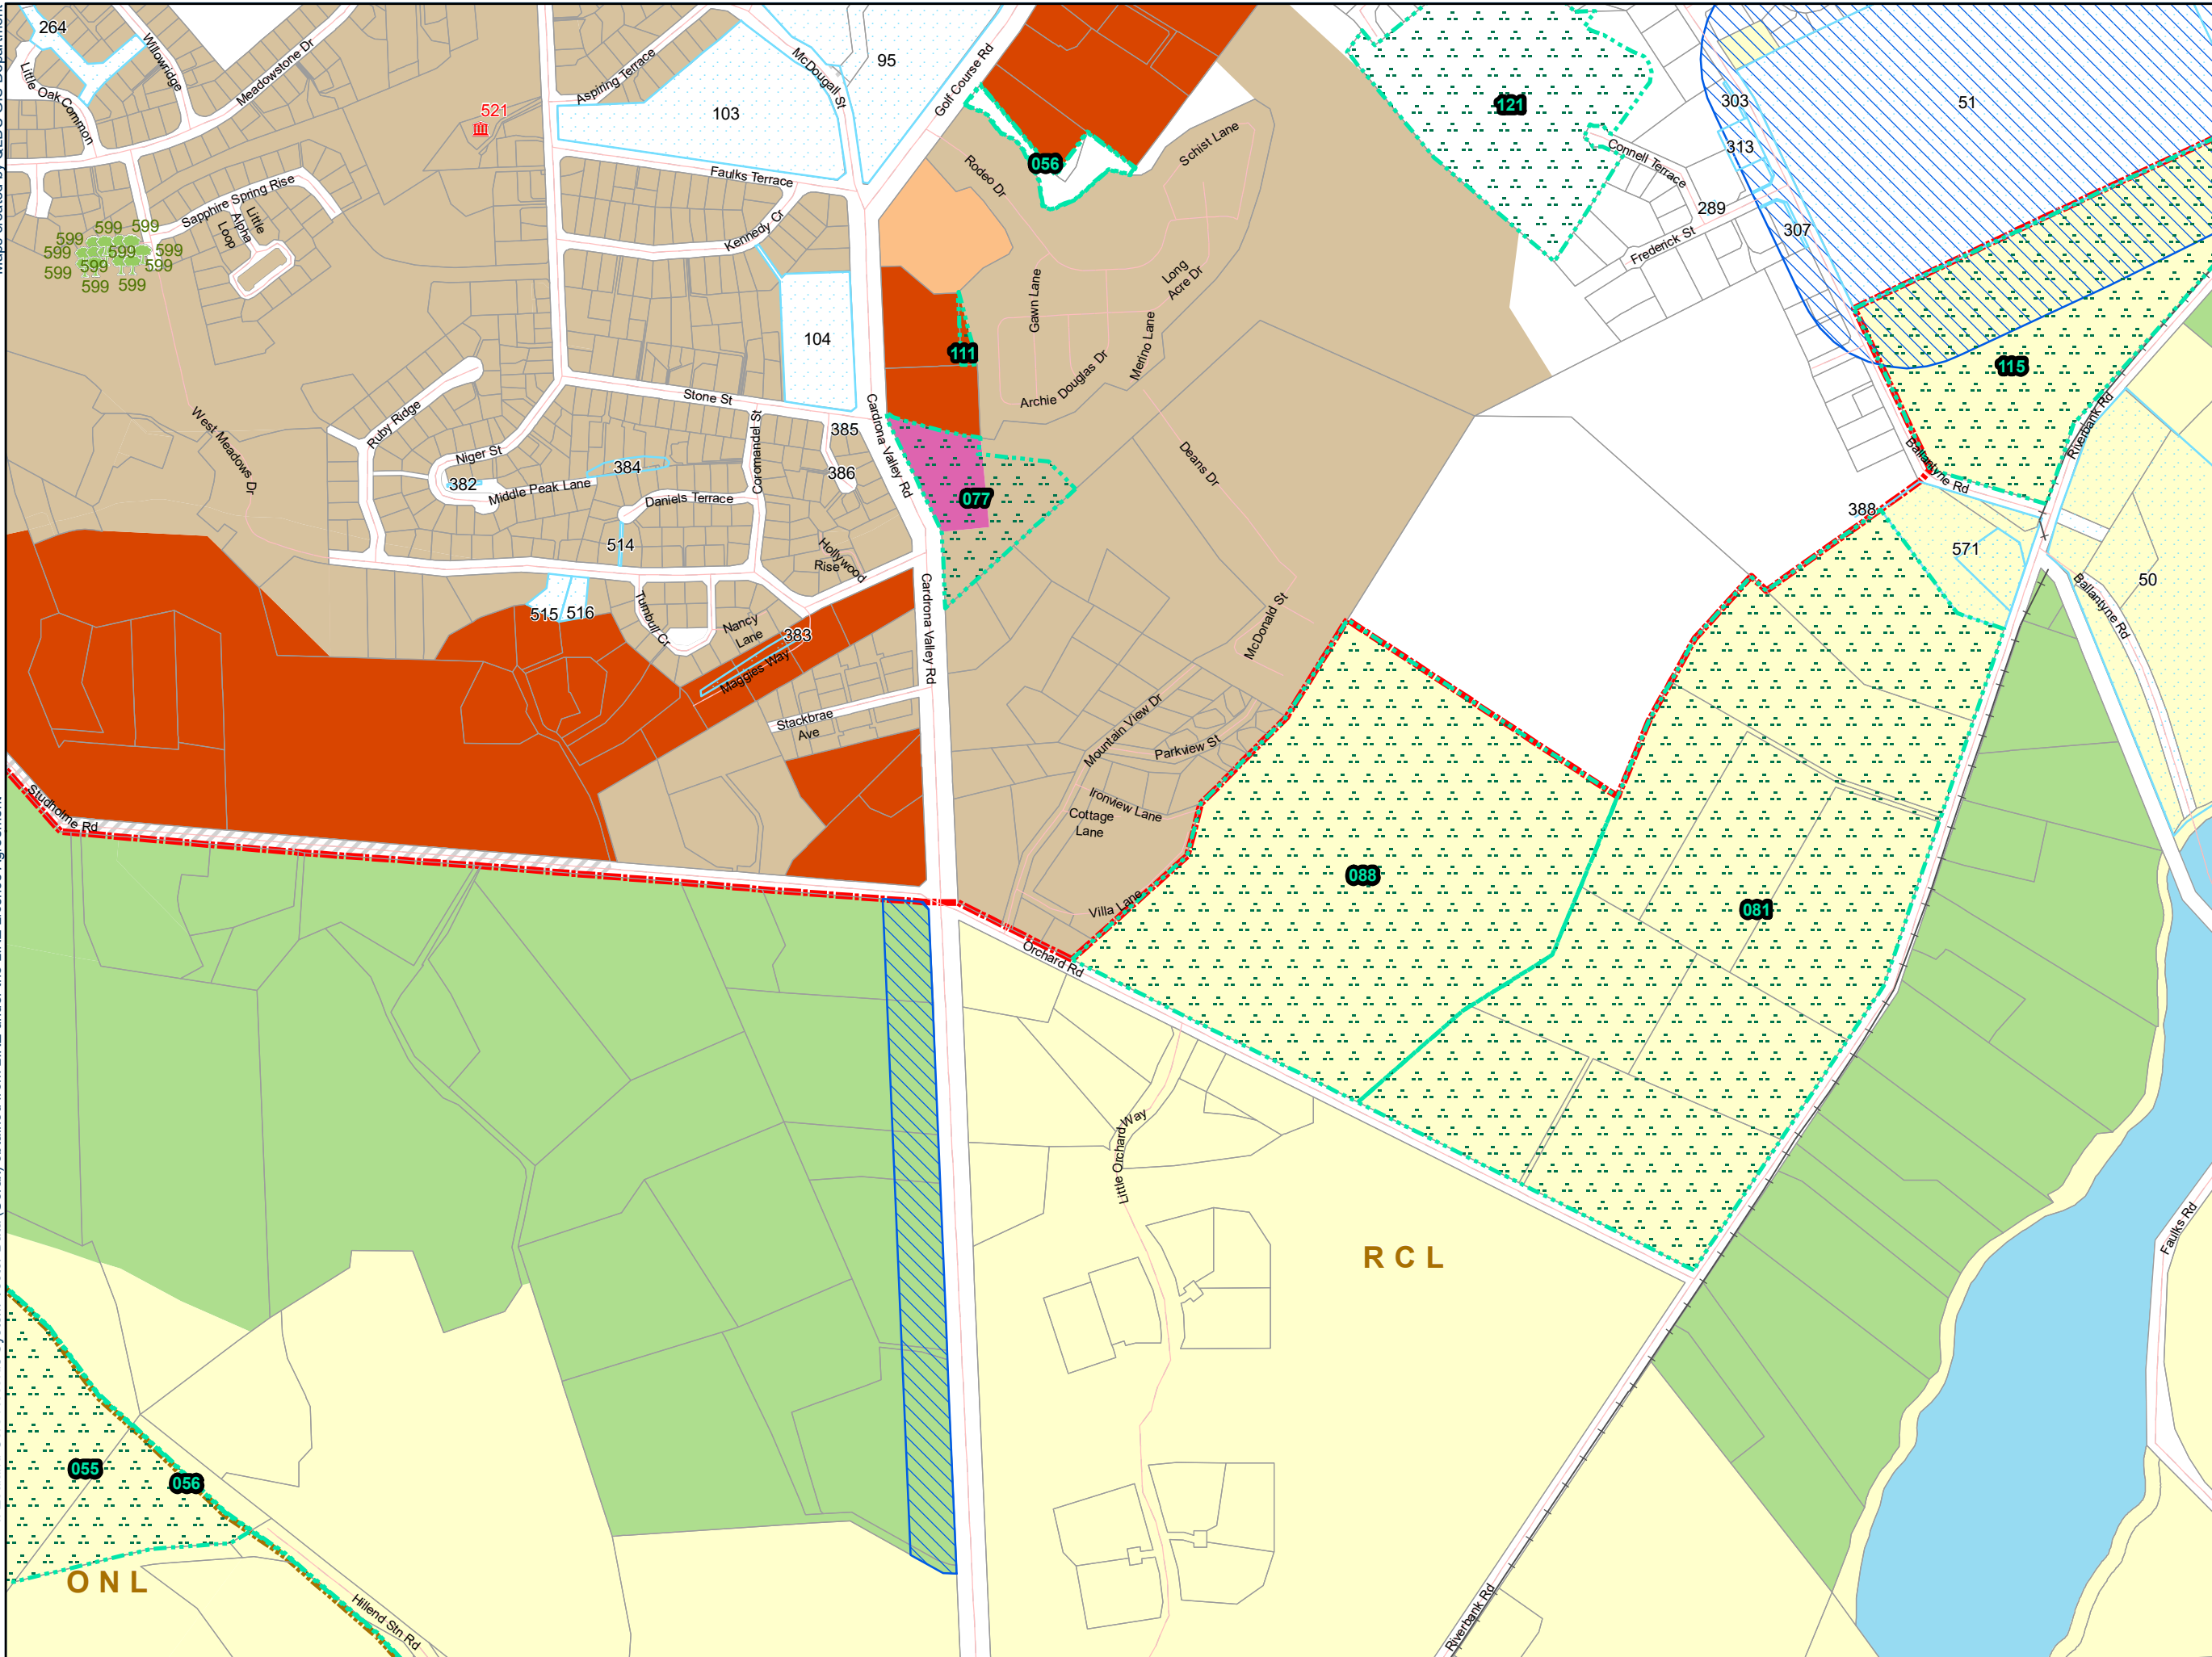 264
Willowridge
Meadowstone Dr
Little Oak Common
521
Aspiring Terrace
McDougall St
95
Golf Course Rd
103
Faulks Terrace
Rodeo Dr
056
Schist Lane
121
303
51
313
Connell Terrace
289
307
Frederick St
Sapphire Spring Rise
Little
Alpha
Loop
599
599
599
599
599
599
599
599
599
599
599
Kennedy Cr
104
Gawn Lane
Long
Acre Dr
Merino Lane
111
Archie Douglas Dr
115
Riverbank Rd
Ballantyne Rd
Stone St
Cardrona Valley Rd
West Meadows Dr
Ruby Ridge
Niger St
382
384
Middle Peak Lane
Daniels Terrace
Coromandel St
385
386
077
Deans Dr
388
571
50
Ballantyne Rd
514
Hollywood
Rise
515
516
Turnbull Cr
Nancy
Lane
383
Maggies Way
Cardrona Valley Rd
McDonald St
Stackbrae
Ave
Mountain View Dr
Parkview St
Ironview Lane
Cottage
Lane
Villa Lane
Studholme Rd
Orchard Rd
088
081
Little Orchard Way
RCL
Faulks Rd
055
056
ONL
Hillend Stn Rd
Riverbank Rd